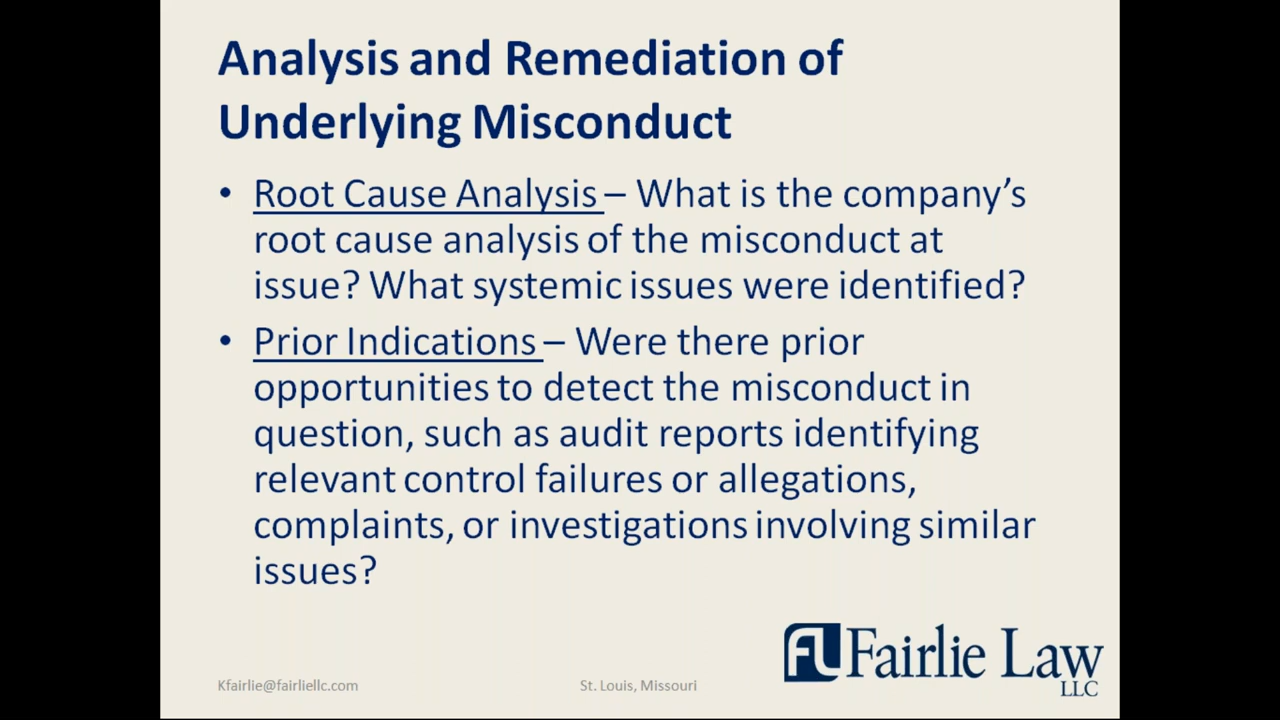 Analysis and Remediation of
Underlying Misconduct
• Root Cause Analysis – What is the company’s
root cause analysis of the misconduct at
issue? What systemic issues were identified?
• Prior Indications – Were there prior
opportunities to detect the misconduct in
question, such as audit reports identifying
relevant control failures or allegations,
complaints, or investigations involving similar
issues?
FL Fairlie Law
LLC
Kfairlie@fairliellc.com
St. Louis, Missouri